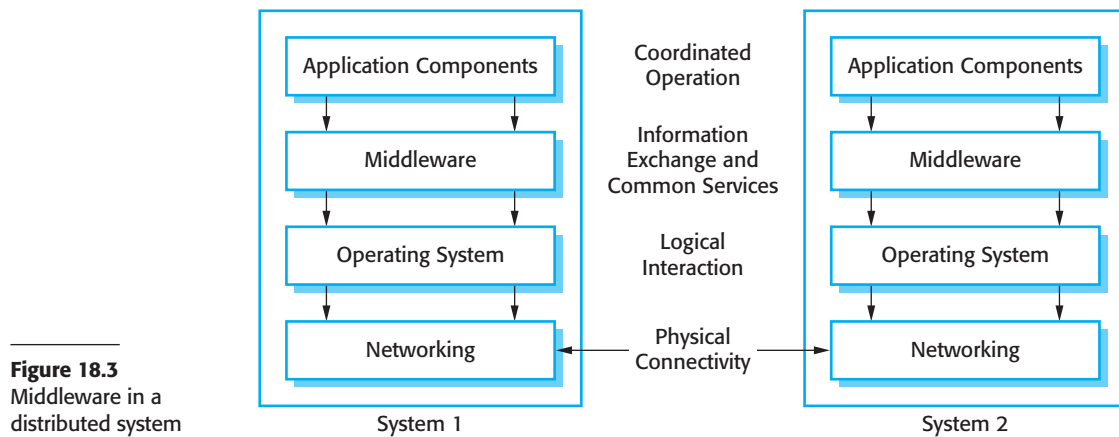 Application Components
Coordinated
Operation
Application Components
Middleware
Information
Exchange and
Common Services
Middleware
Operating System
Logical
Interaction
Operating System
Networking
Physical
Connectivity
Networking
Figure 18.3
Middleware in a
distributed system
System 1
System 2